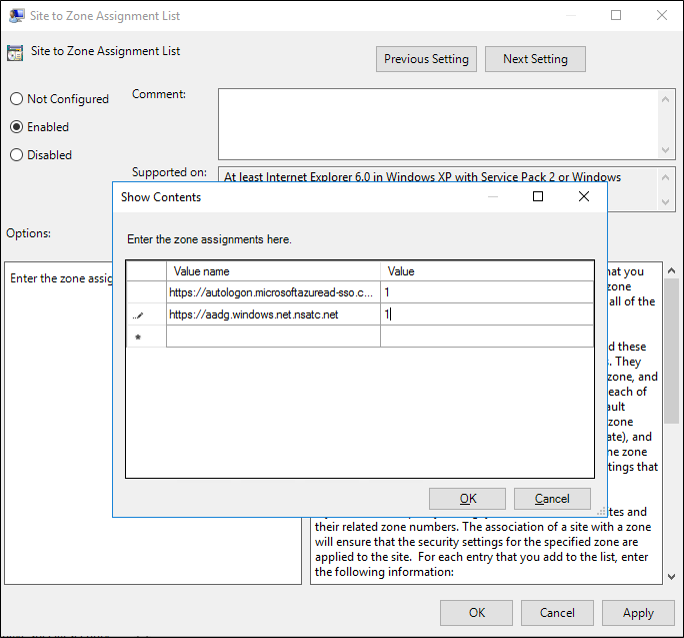 Site to Zone Assignment List
Site to Zone Assignment List
Previous Setting
Next Setting
Not Configured
Comment:
Enabled
Disabled
Supported on:
At least Internet Explorer 6.0 in Windows XP with Service Pack 2 or Windows
Options:
Enter the zone
hat you
zone
all of the
d these
. They
zone, and
each of
ault
zone
ate), and
ne zone
tings that
Show Contents
Enter the zone assignments here.
Value name
Value
https://autologon.microsoftazuread-sso.c...
1
https://aadg.windows.net.nsatc.net
1
*
OK
Cancel
ites and
their related zone numbers. The association of a site with a zone
will ensure that the security settings for the specified zone are
applied to the site. For each entry that you add to the list, enter
the following information:
OK
Cancel
Apply